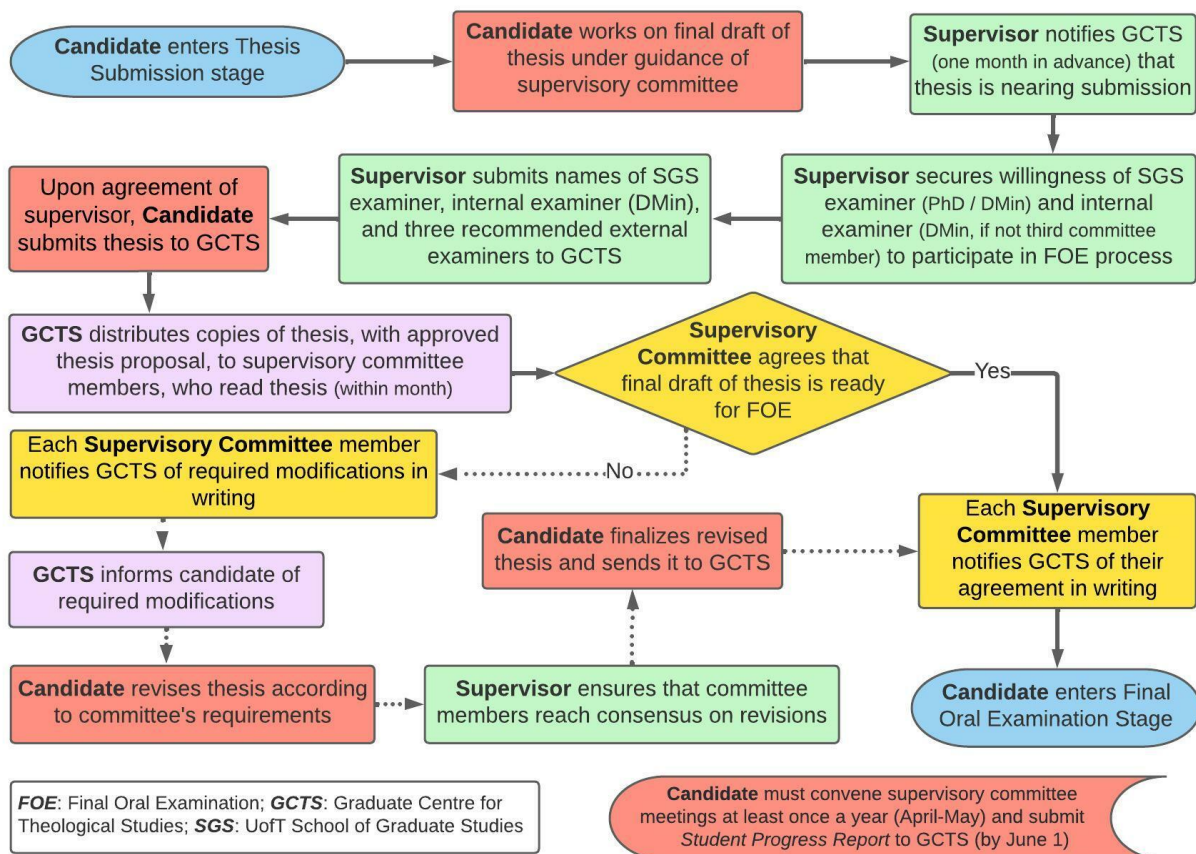 Candidate enters Thesis
Submission stage
Candidate works on final draft of
thesis under guidance of
supervisory committee
Supervisor notifies GCTS
(one month in advance) that
thesis is nearing submission
Supervisor secures willingness of SGS
examiner (PhD / DMin) and internal
examiner (DMin, if not third committee
member) to participate in FOE process
Supervisor submits names of SGS
examiner, internal examiner (DMin),
and three recommended external
examiners to GCTS
Upon agreement of
supervisor, Candidate
submits thesis to GCTS
GCTS distributes copies of thesis, with approved
thesis proposal, to supervisory committee
members, who read thesis (within month)
Supervisory
Committee agrees that
final draft of thesis is ready
for FOE
Yes
No
Each Supervisory Committee member
notifies GCTS of required modifications in
writing
GCTS informs candidate of
required modifications
Candidate revises thesis according
to committee's requirements
Supervisor ensures that committee
members reach consensus on revisions
Candidate finalizes revised
thesis and sends it to GCTS
Each Supervisory
Committee member
notifies GCTS of their
agreement in writing
Candidate enters Final
Oral Examination Stage
FOE: Final Oral Examination; GCTS: Graduate Centre for
Theological Studies; SGS: UofT School of Graduate Studies
Candidate must convene supervisory committee
meetings at least once a year (April-May) and submit
Student Progress Report to GCTS (by June 1)